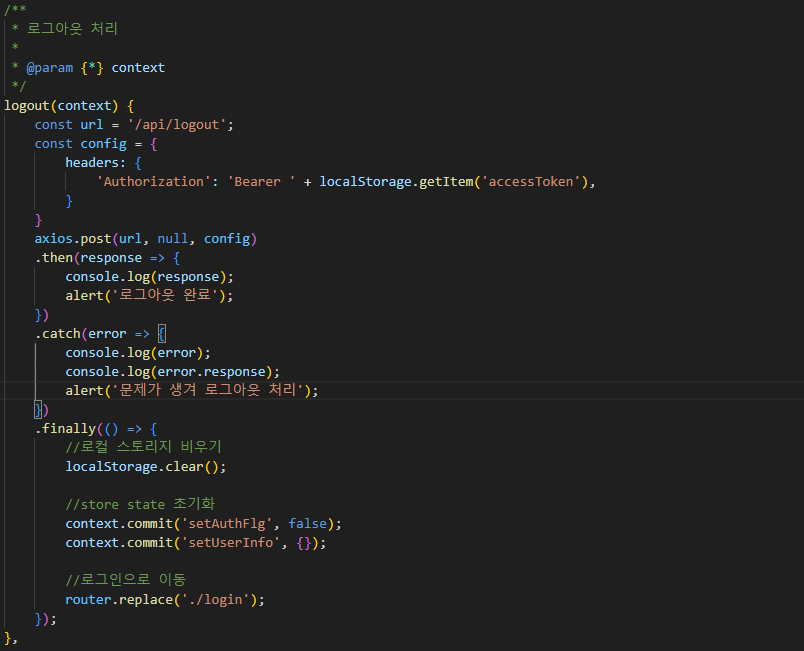 /**
 * 로그아웃 처리
 *
 * @param {*} context
 */
logout(context) {
    const url = '/api/logout';
    const config = {
        headers: {
            'Authorization': 'Bearer ' + localStorage.getItem('accessToken'),
        }
    }
    axios.post(url, null, config)
    .then(response => {
        console.log(response);
        alert('로그아웃 완료');
    })
    .catch(error => {
        console.log(error);
        console.log(error.response);
        alert('문제가 생겨 로그아웃 처리');
    })
    .finally(() => {
        //로컬 스토리지 비우기
        localStorage.clear();

        //store state 초기화
        context.commit('setAuthFlg', false);
        context.commit('setUserInfo', {});

        //로그인으로 이동
        router.replace('./login');
    });
},